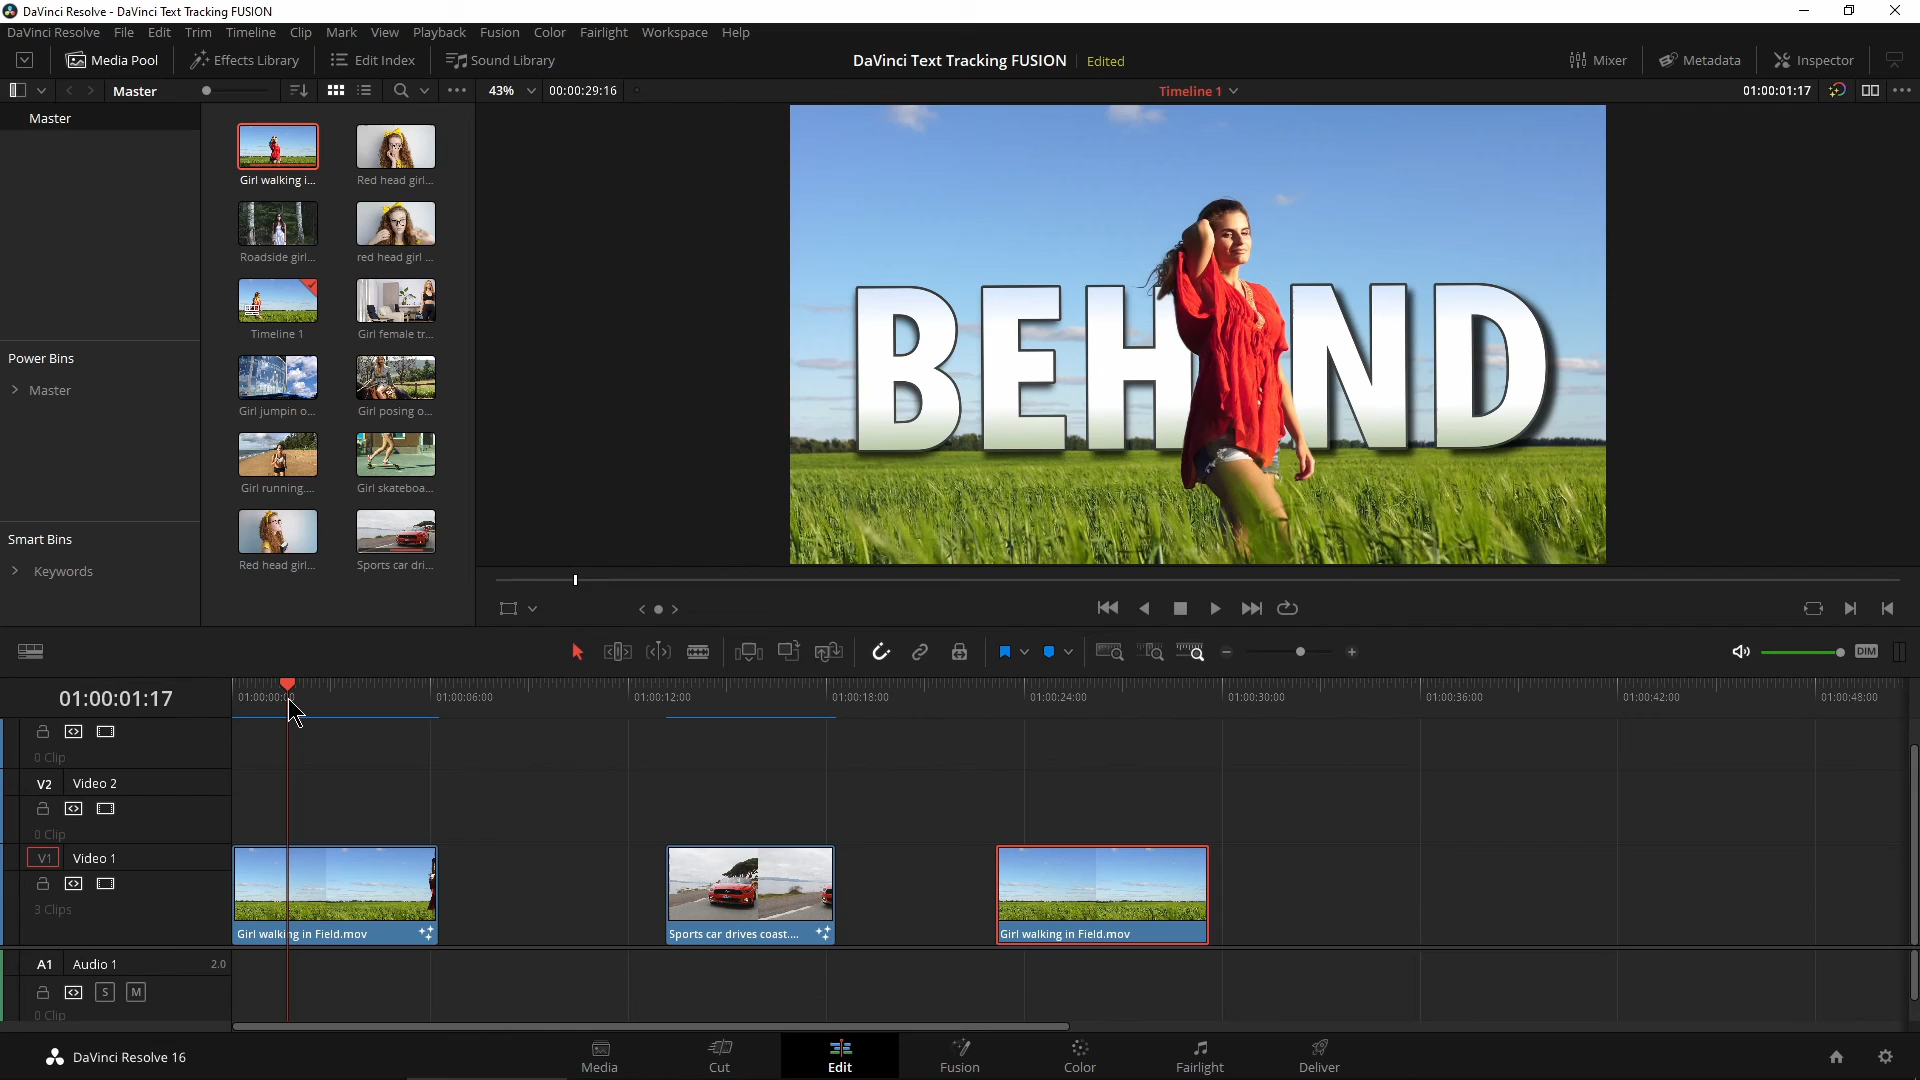 DaVinci Resolve - DaVinci Text Tracking FUSION
DaVinci Resolve File Edit Trim Timeline Clip Mark View Playback Fusion Color Fairlight Workspace Help
Media Pool Effects Library Edit Index Sound Library DaVinci Text Tracking FUSION Edited Mixer Metadata Inspector
Master 43% 00:00:29:16 Timeline 1 01:00:01:17
Master
Girl walking i... Red head girl...
Roadside girl... red head girl ...
Timeline 1 Girl female tr...
Power Bins
Master
Girl jumpin o... Girl posing o...
Girl running.... Girl skateboa...
Smart Bins
Keywords
Red head girl... Sports car dri...
BEH ND
DIM
01:00:01:17 01:00:00:00 01:00:06:00 01:00:12:00 01:00:18:00 01:00:24:00 01:00:30:00 01:00:36:00 01:00:42:00 01:00:48:00
0 Clip
V2 Video 2
0 Clip
V1 Video 1
3 Clips
Girl walking in Field.mov Sports car drives coast.... Girl walking in Field.mov
A1 Audio 1 2.0
S M
0 Clip
DaVinci Resolve 16 Media Cut Edit Fusion Color Fairlight Deliver